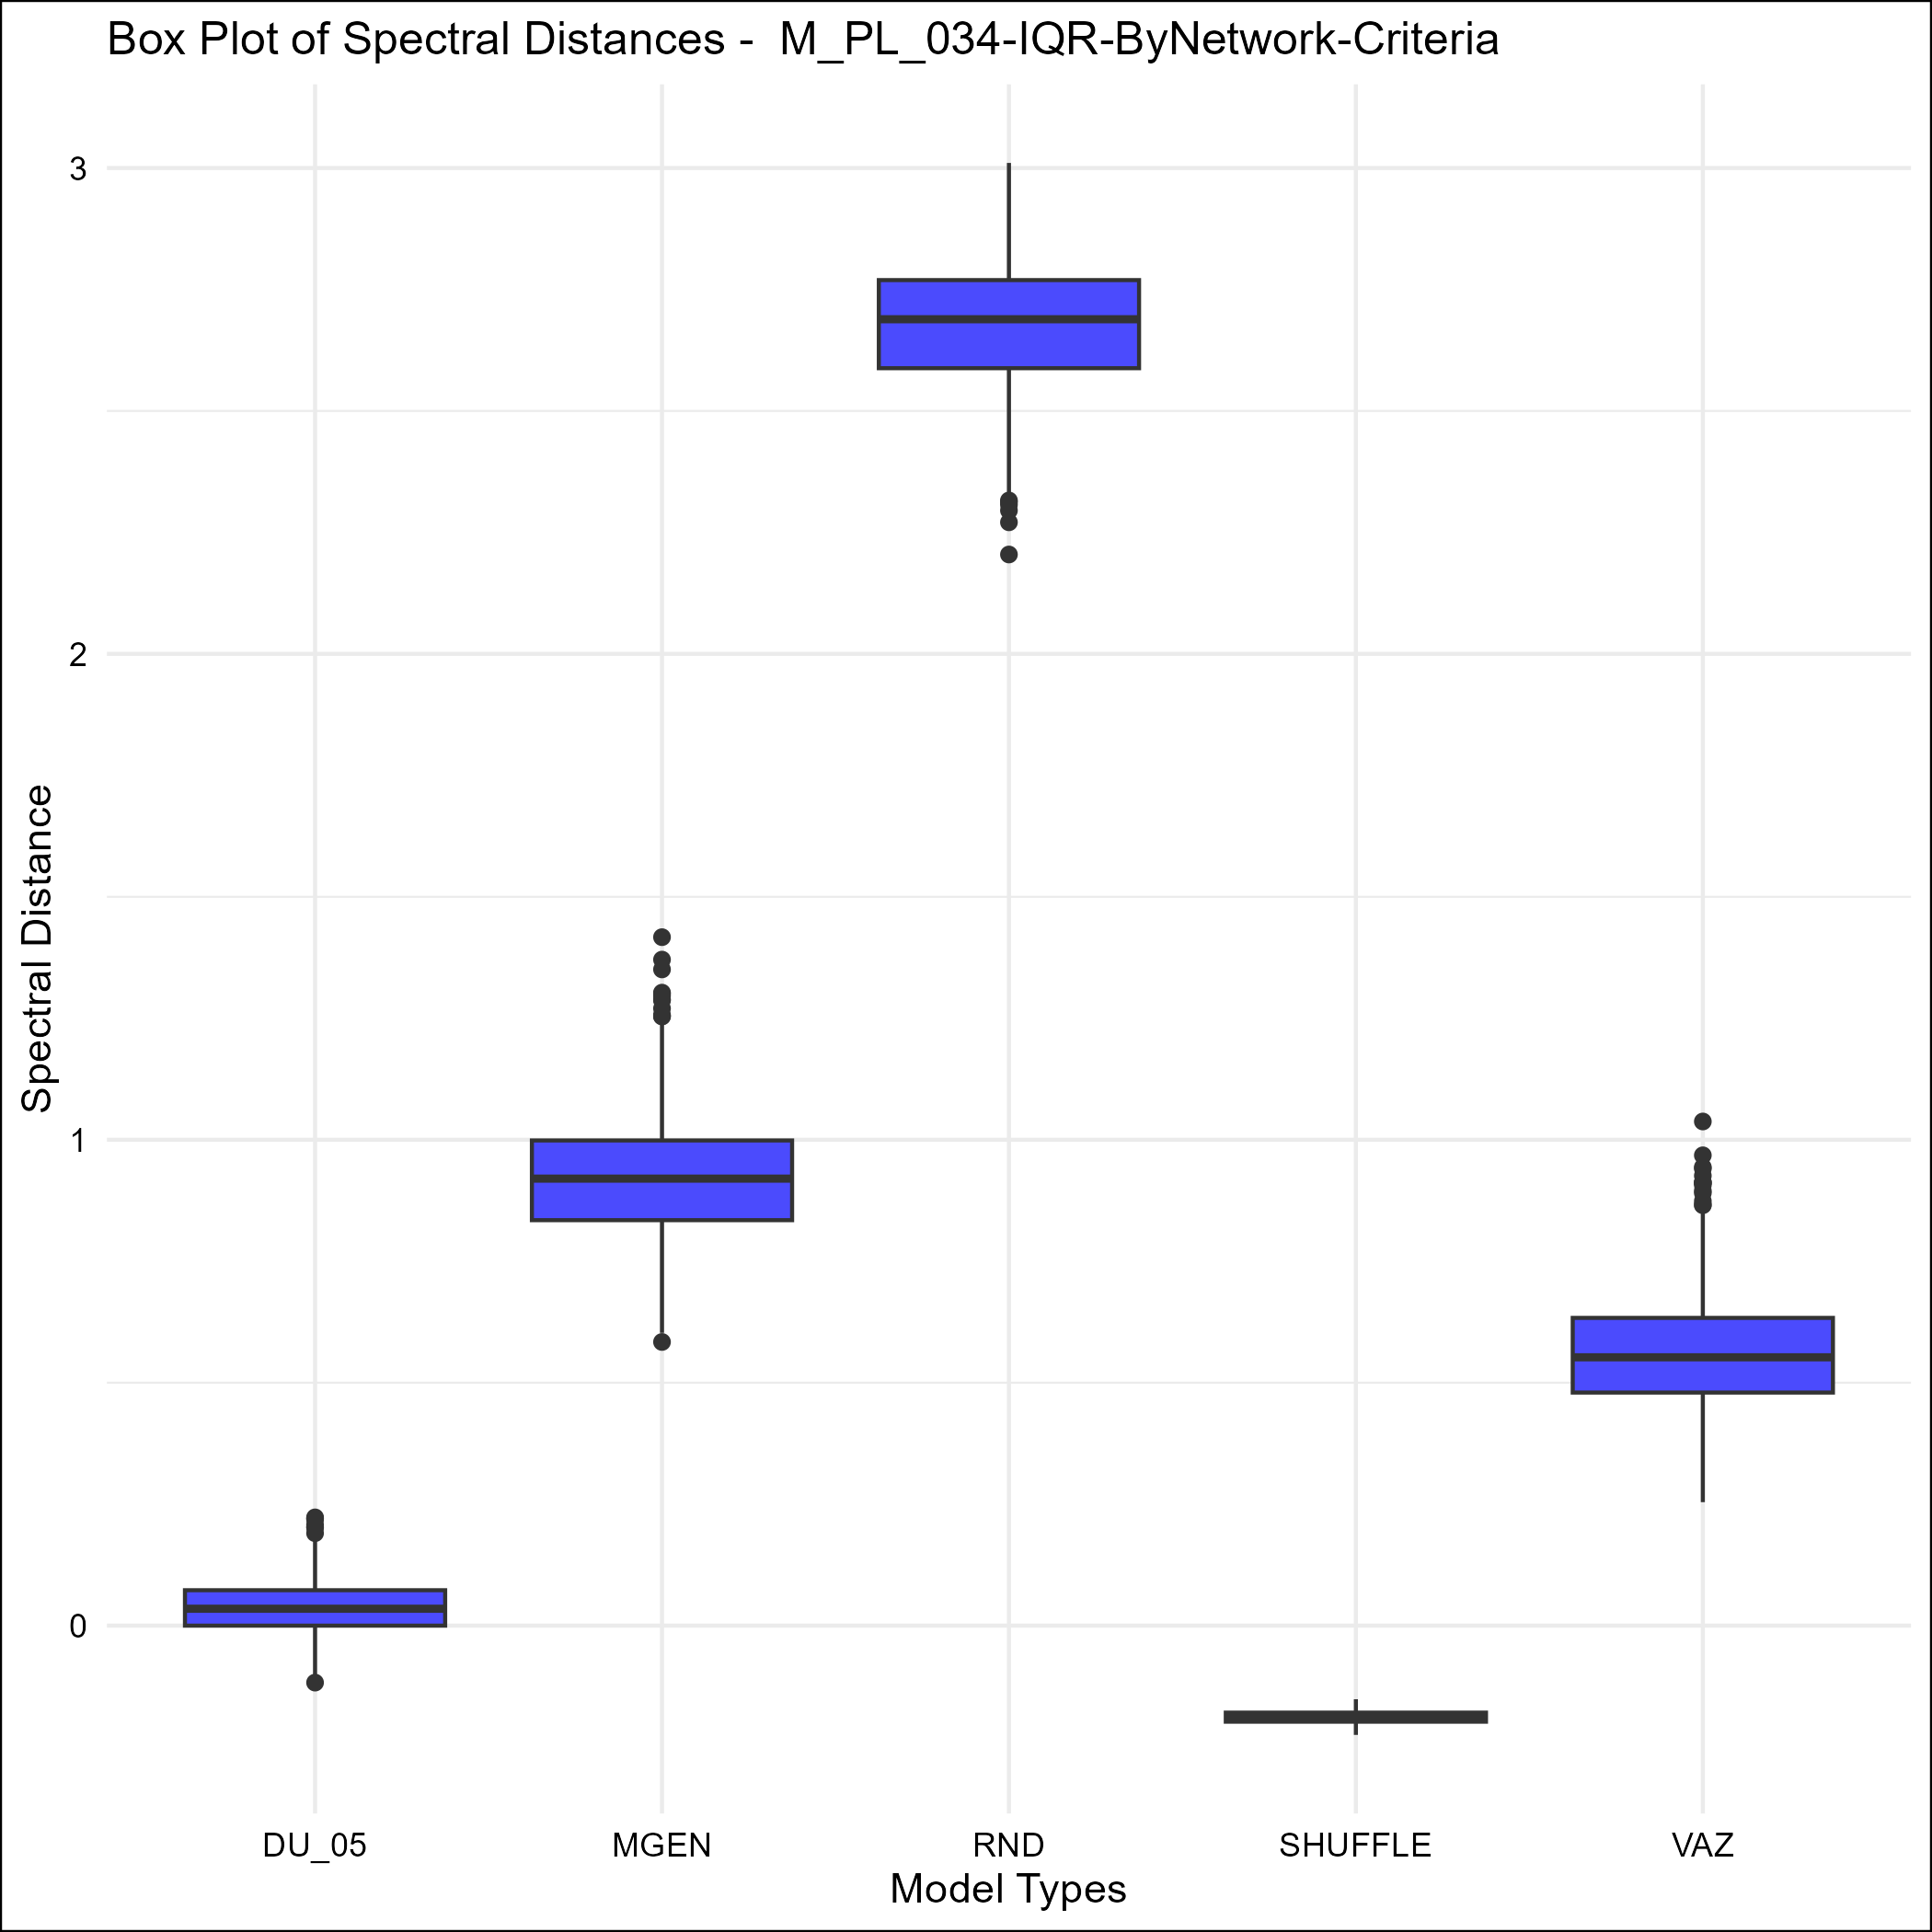 Box Plot of Spectral Distances -  M_PL_034-IQR-ByNetwork-Criteria
3
2
1
0
Spectral Distance
DU_05 MGEN RND SHUFFLE VAZ
Model Types